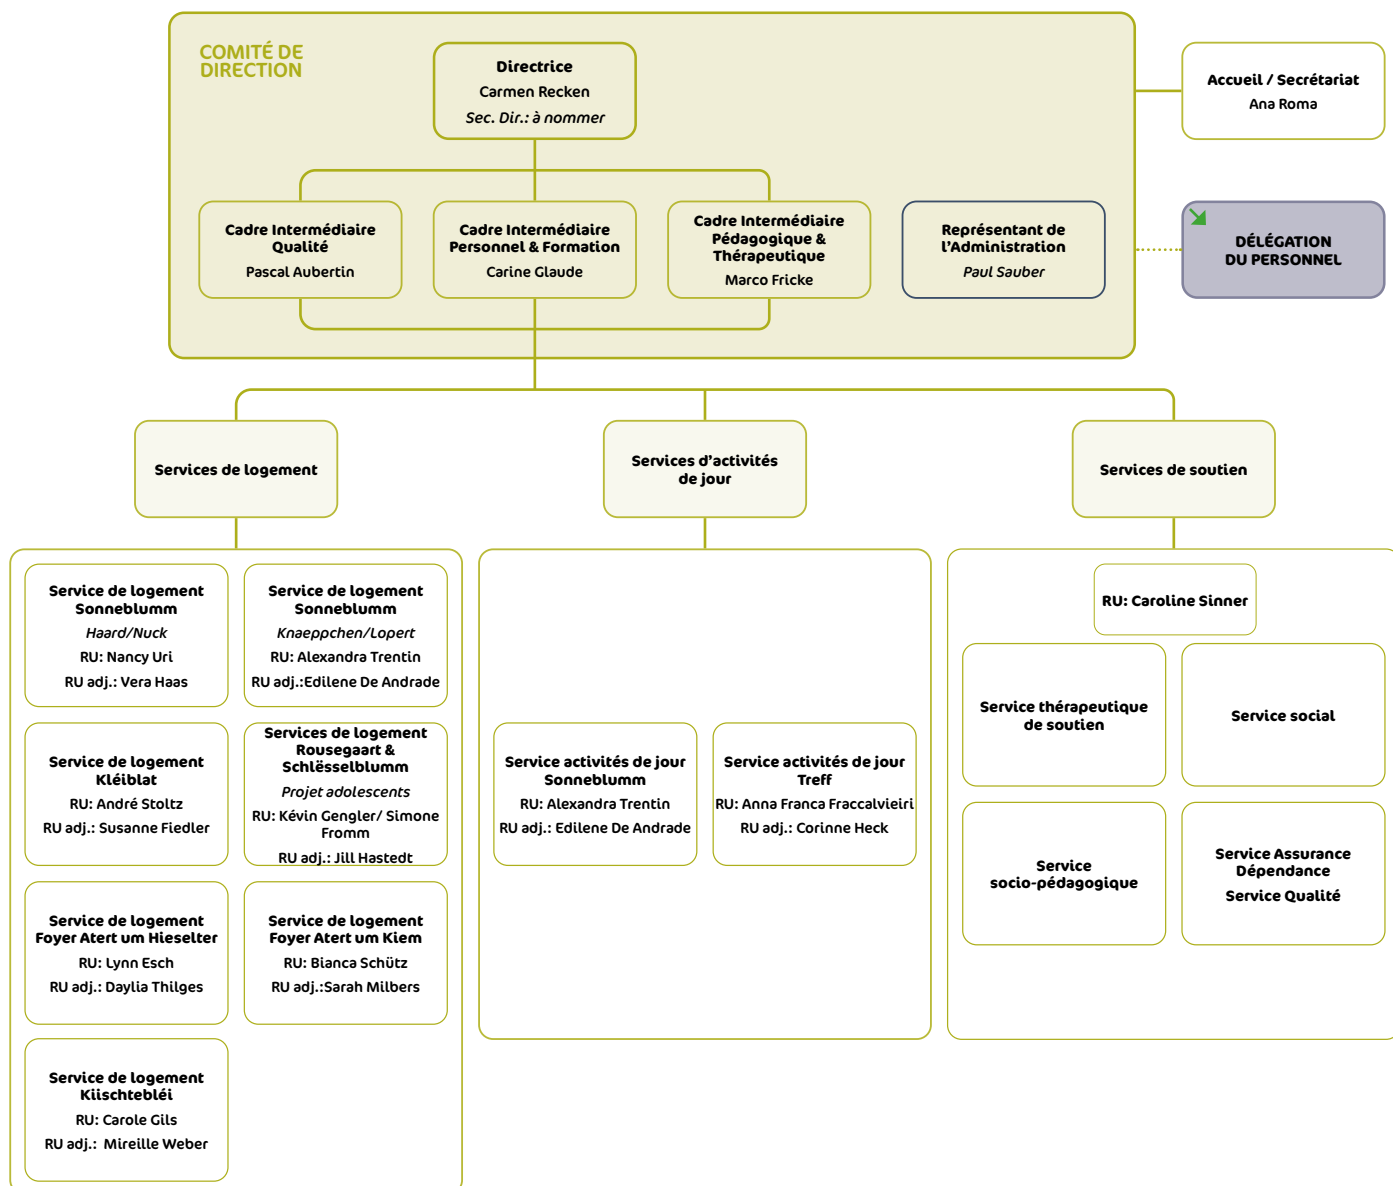 COMITÉ DE
DIRECTION
Directrice
Carmen Recken
Sec. Dir.: à nommer
Accueil / Secrétariat
Ana Roma
Cadre Intermédiaire
Qualité
Pascal Aubertin
Cadre Intermédiaire
Personnel & Formation
Carine Glaude
Cadre Intermédiaire
Pédagogique &
Thérapeutique
Marco Fricke
Représentant de
l'Administration
Paul Sauber
DÉLÉGATION
DU PERSONNEL
Services de logement
Services d'activités
de jour
Services de soutien
Service de logement
Sonneblumm
Haard/Nuck
RU: Nancy Uri
RU adj.: Vera Haas
Service de logement
Sonneblumm
Knaeppchen/Lopert
RU: Alexandra Trentin
RU adj.:Edilene De Andrade
Service de logement
Kléiblat
RU: André Stoltz
RU adj.: Susanne Fiedler
Services de logement
Rousegaart &
Schlësselblumm
Projet adolescents
RU: Kévin Gengler/ Simone
Fromm
RU adj.: Jill Hastedt
Service de logement
Foyer Atert um Hieselter
RU: Lynn Esch
RU adj.: Daylia Thilges
Service de logement
Foyer Atert um Kiem
RU: Bianca Schütz
RU adj.:Sarah Milbers
Service de logement
Kiischtebléi
RU: Carole Gils
RU adj.: Mireille Weber
Service activités de jour
Sonneblumm
RU: Alexandra Trentin
RU adj.: Edilene De Andrade
Service activités de jour
Treff
RU: Anna Franca Fraccalvieiri
RU adj.: Corinne Heck
RU: Caroline Sinner
Service thérapeutique
de soutien
Service social
Service
socio-pédagogique
Service Assurance
Dépendance
Service Qualité